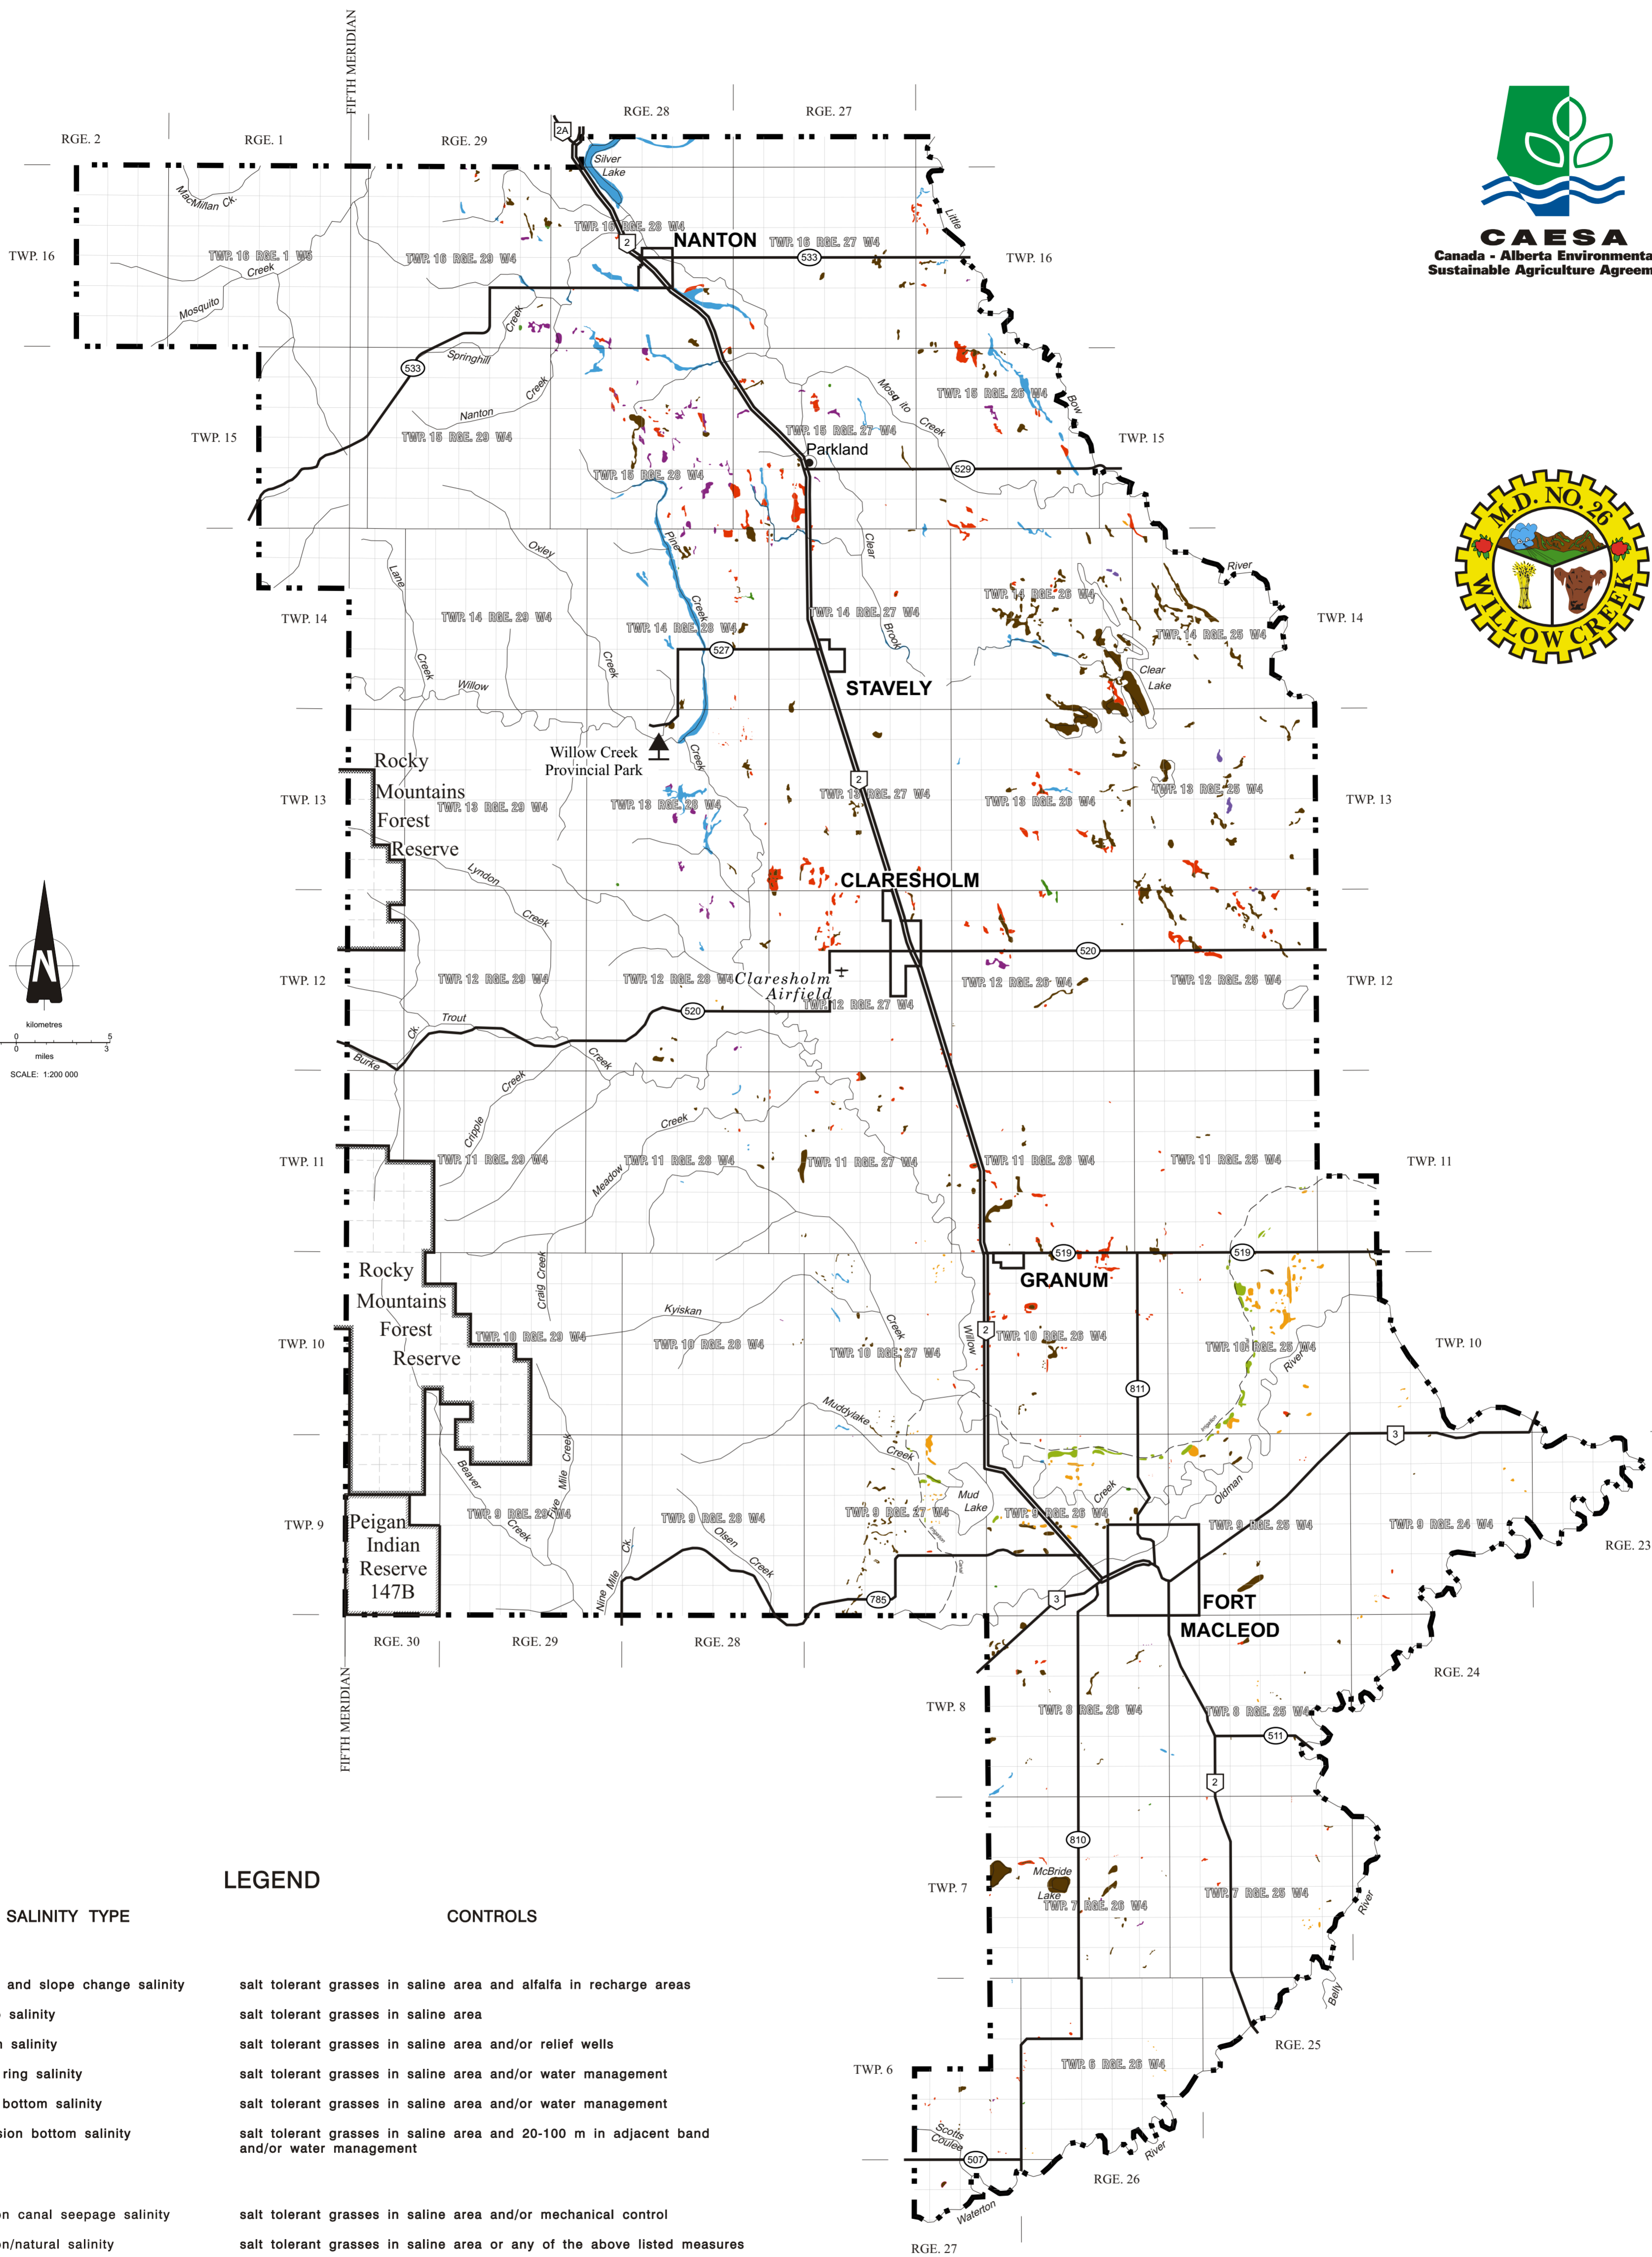 FIFTH MERIDIAN
RGE. 2
RGE. 1
RGE. 29
RGE. 28
RGE. 27
2A
Silver
Lake
MacMillan Ck.
Little
TWP. 16 RGE. 28 W4
2
NANTON
TWP. 16 RGE. 27 W4
533
TWP. 16
TWP. 16 RGE. 1 W5
TWP. 16 RGE. 29 W4
TWP. 16
Creek
Mosquito
Creek
Springhill
533
Creek
Nanton
Mosq ito
Creek
TWP. 15 RGE. 26 W4
Bow
TWP. 15
TWP. 15 RGE. 29 W4
TWP. 15 RGE. 27 W4
TWP. 15
Parkland
529
TWP. 15 RGE. 28 W4
Pine
Creek
Oxley
Creek
Lane
Creek
Clear
Brook
River
TWP. 14
TWP. 14 RGE. 29 W4
TWP. 14 RGE. 28 W4
TWP. 14 RGE. 27 W4
TWP. 14 RGE. 26 W4
TWP. 14 RGE. 25 W4
TWP. 14
527
Clear
Lake
STAVELY
Willow
Creek
Willow Creek
Provincial Park
Rocky
Mountains
Forest
Reserve
TWP. 13
TWP. 13 RGE. 29 W4
TWP. 13 RGE. 28 W4
2
TWP. 13 RGE. 27 W4
TWP. 13 RGE. 26 W4
TWP. 13 RGE. 25 W4
TWP. 13
Lyndon
Creek
CLARESHOLM
520
TWP. 12
TWP. 12 RGE. 29 W4
TWP. 12 RGE. 28 W4
Claresholm
Airfield
TWP. 12 RGE. 27 W4
TWP. 12 RGE. 26 W4
TWP. 12 RGE. 25 W4
TWP. 12
520
Trout
Creek
Ck.
Burke
Cripple
Creek
Meadow
Creek
TWP. 11
TWP. 11 RGE. 29 W4
TWP. 11 RGE. 28 W4
TWP. 11 RGE. 27 W4
TWP. 11 RGE. 26 W4
TWP. 11 RGE. 25 W4
TWP. 11
519
519
GRANUM
Craig Creek
Rocky
Mountains
Forest
Reserve
Kyiskan
Creek
Willow
2
TWP. 10
TWP. 10 RGE. 29 W4
TWP. 10 RGE. 28 W4
TWP. 10 RGE. 27 W4
TWP. 10 RGE. 26 W4
TWP. 10 RGE. 25 W4
River
TWP. 10
811
Muddylake
Creek
Irrigation
3
Beaver
Creek
Five Mile Creek
Mud
Lake
Creek
Oldman
TWP. 9
Peigan
Indian
Reserve
147B
TWP. 9 RGE. 29 W4
TWP. 9 RGE. 28 W4
TWP. 9 RGE. 27 W4
TWP. 9 RGE. 26 W4
TWP. 9 RGE. 25 W4
TWP. 9 RGE. 24 W4
RGE. 23
Nine Mile Ck.
Olsen
Creek
Irrigation
Canal
785
3
FORT
MACLEOD
RGE. 30
RGE. 29
RGE. 28
FIFTH MERIDIAN
RGE. 24
TWP. 8
TWP. 8 RGE. 26 W4
TWP. 8 RGE. 25 W4
511
2
810
McBride
Lake
TWP. 7
TWP. 7 RGE. 26 W4
TWP. 7 RGE. 25 W4
River
Belly
RGE. 25
TWP. 6
TWP. 6 RGE. 26 W4
Scotts
Coulee
507
River
Waterton
RGE. 26
RGE. 27
CAESA
Canada - Alberta Environmenta
Sustainable Agriculture Agreem
M.D. NO. 26
WILLOW CREEK
N
kilometres
0 5
0 3
miles
SCALE: 1:200 000
LEGEND
SALINITY TYPE CONTROLS
and slope change salinity salt tolerant grasses in saline area and alfalfa in recharge areas
salinity salt tolerant grasses in saline area
n salinity salt tolerant grasses in saline area and/or relief wells
ring salinity salt tolerant grasses in saline area and/or water management
bottom salinity salt tolerant grasses in saline area and/or water management
sion bottom salinity salt tolerant grasses in saline area and 20-100 m in adjacent band
and/or water management
on canal seepage salinity salt tolerant grasses in saline area and/or mechanical control
on/natural salinity salt tolerant grasses in saline area or any of the above listed measures